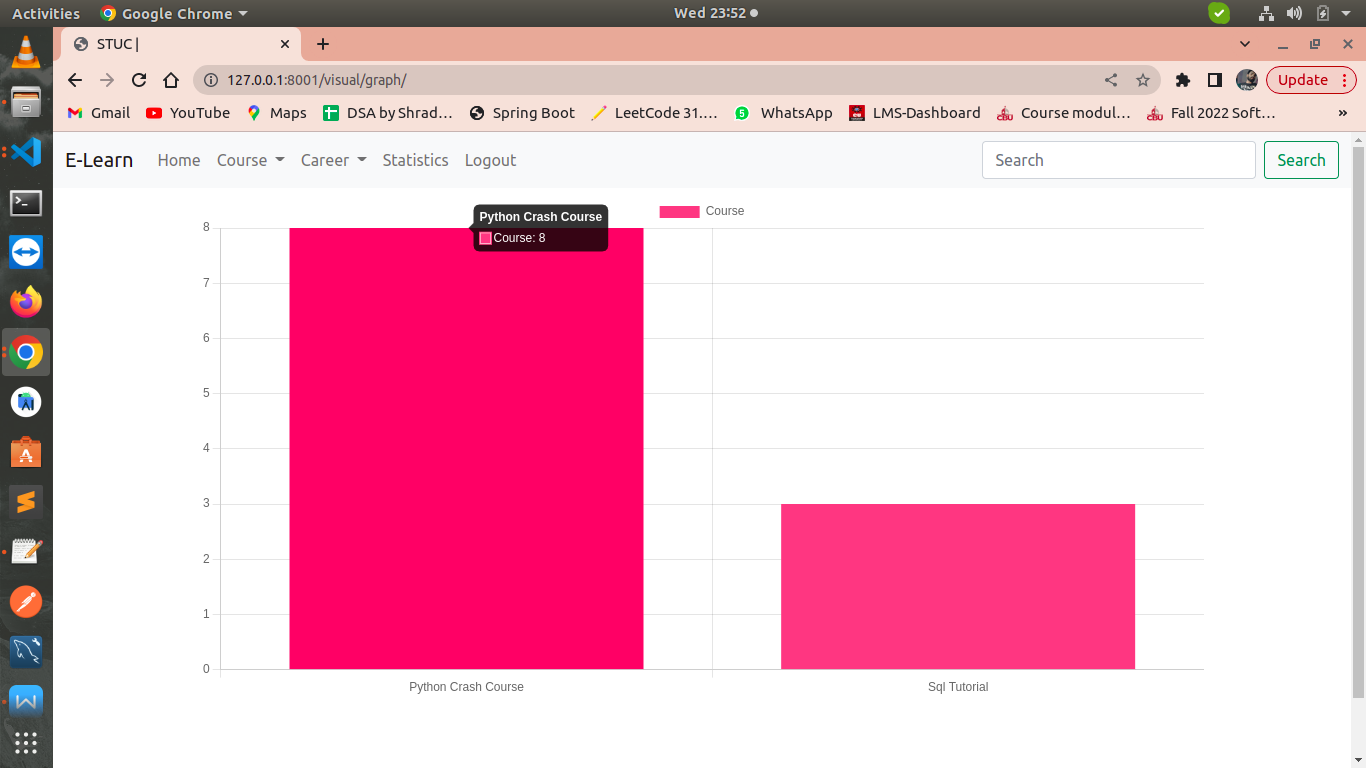 Activities Google Chrome Wed 23:52
STUC |
127.0.0.1:8001/visual/graph/ Update
Gmail YouTube Maps DSA by Shrad... Spring Boot LeetCode 31.... WhatsApp LMS-Dashboard Course modul... Fall 2022 Soft... »
E-Learn Home Course Career Statistics Logout Search Search
Course
Python Crash Course
Course: 8
8
7
6
5
4
3
2
1
0
Python Crash Course Sql Tutorial